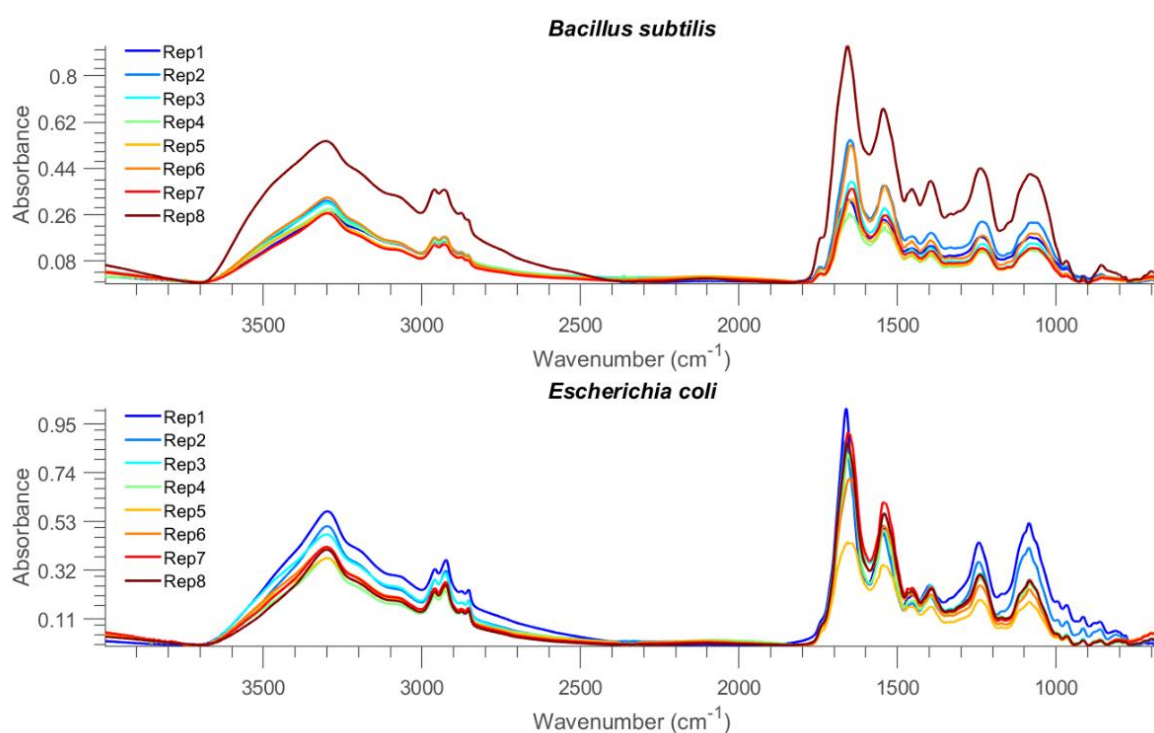 Bacillus subtilis
Rep1
Rep2
Rep3
Rep4
Rep5
Rep6
Rep7
Rep8
Absorbance
0.8
0.62
0.44
0.26
0.08
3500 3000 2500 2000 1500 1000
Wavenumber (cm⁻¹)
Escherichia coli
Rep1
Rep2
Rep3
Rep4
Rep5
Rep6
Rep7
Rep8
Absorbance
0.95
0.74
0.53
0.32
0.11
3500 3000 2500 2000 1500 1000
Wavenumber (cm⁻¹)